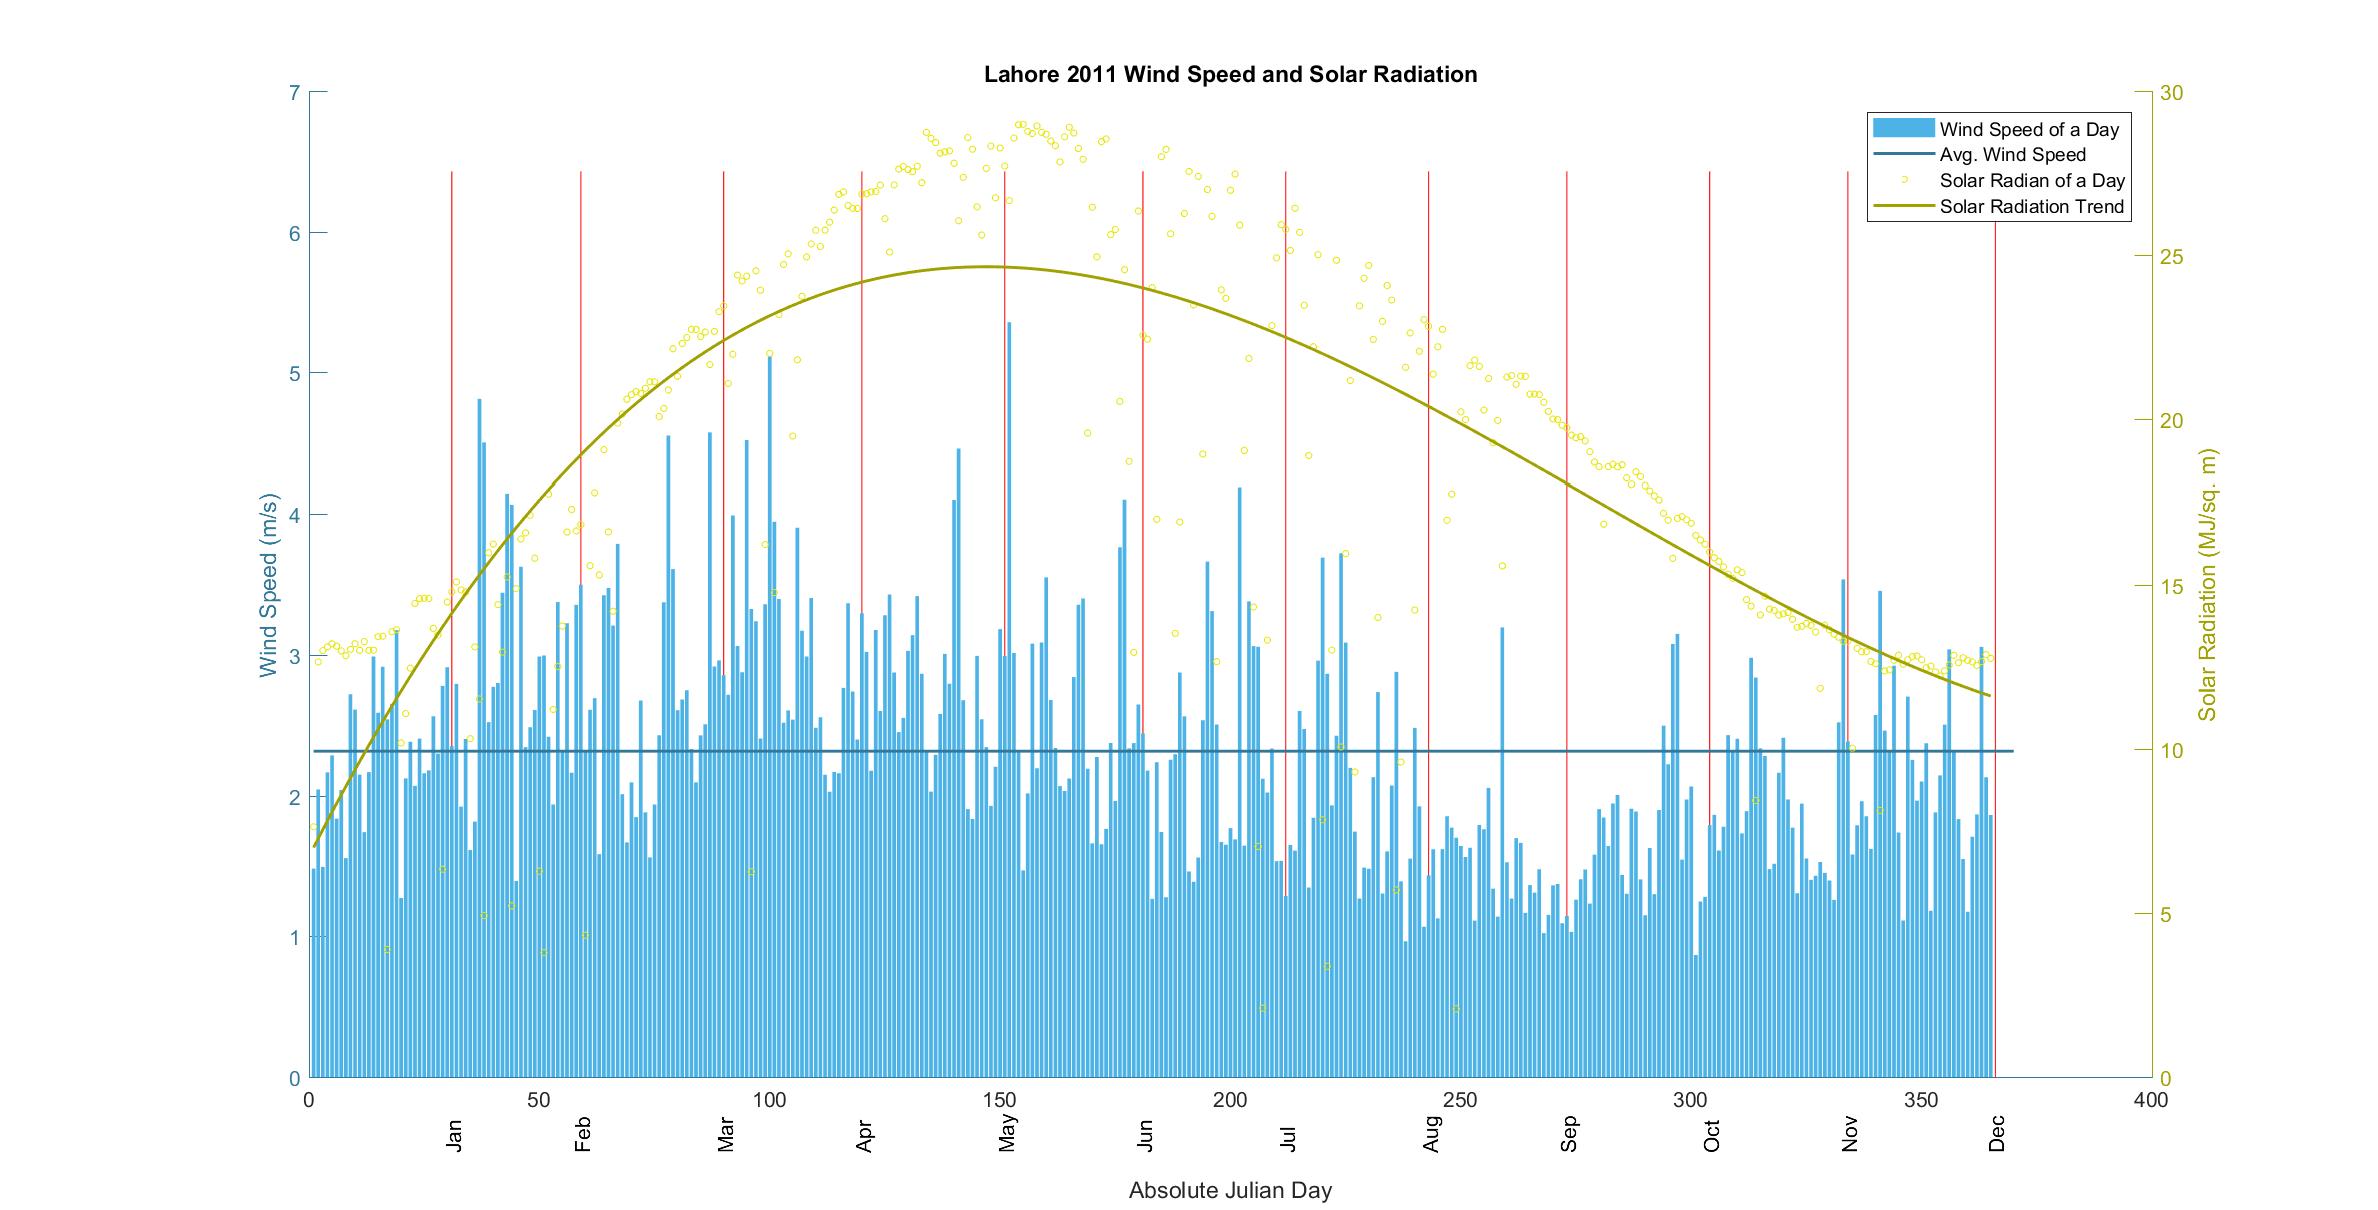 Lahore 2011 Wind Speed and Solar Radiation
7
6
5
4
3
2
1
0
Wind Speed (m/s)
30
25
20
15
10
5
0
Solar Radiation (MJ/sq. m)
Wind Speed of a Day
Avg. Wind Speed
Solar Radian of a Day
Solar Radiation Trend
0 50 100 150 200 250 300 350 400
Jan Feb Mar Apr May Jun Jul Aug Sep Oct Nov Dec
Absolute Julian Day